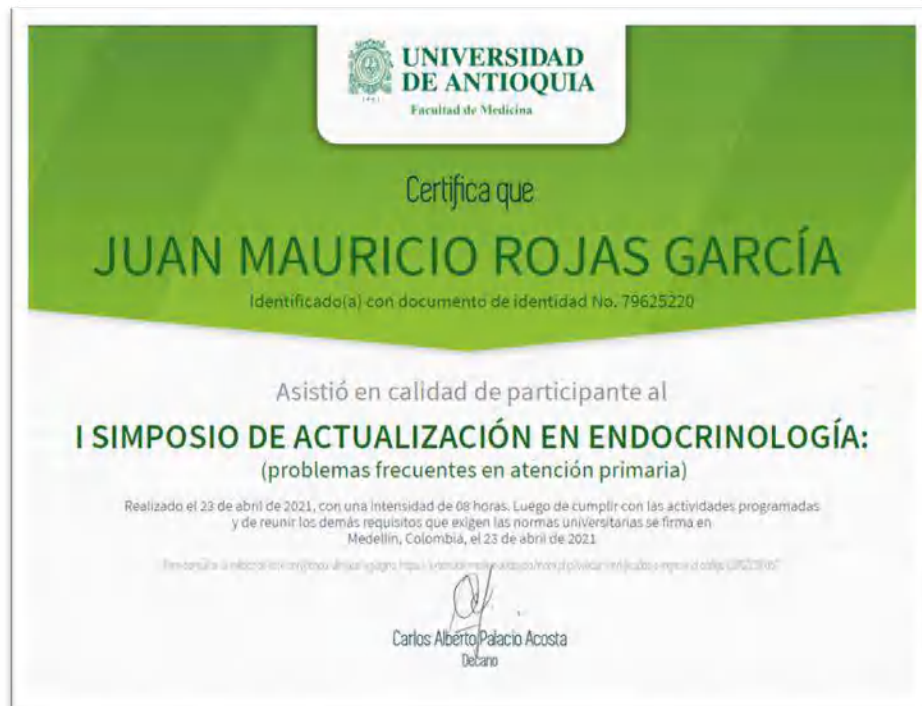 UNIVERSIDAD
DE ANTIOQUIA
1803
Facultad de Medicina
Certifica que
JUAN MAURICIO ROJAS GARCÍA
Identificado(a) con documento de identidad No. 79625220
Asistió en calidad de participante al
I SIMPOSIO DE ACTUALIZACIÓN EN ENDOCRINOLOGÍA:
(problemas frecuentes en atención primaria)
Realizado el 23 de abril de 2021, con una intensidad de 08 horas. Luego de cumplir con las actividades programadas
y de reunir los demás requisitos que exigen las normas universitarias se firma en
Medellín, Colombia, el 23 de abril de 2021
Para consultar la
Carlos Alberto Palacio Acosta
Decano